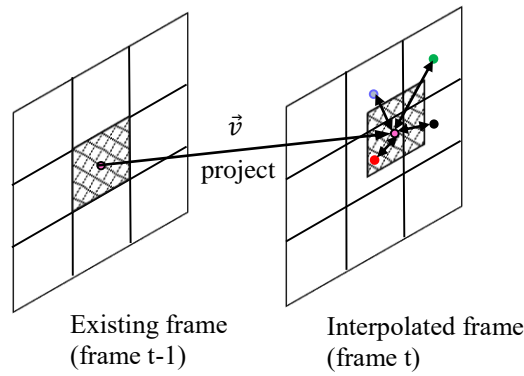 v⃗
project
Existing frame
(frame t-1)
Interpolated frame
(frame t)